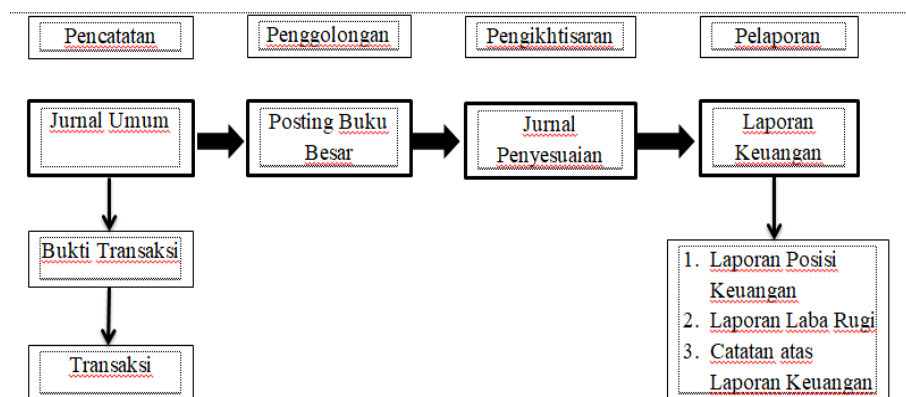 Pencatatan
Penggolongan
Pengikhtisaran
Pelaporan
Jurnal Umum
Posting Buku
Besar
Jurnal
Penyesuaian
Laporan
Keuangan
Bukti Transaksi
Transaksi
1. Laporan Posisi
Keuangan
2. Laporan Laba Rugi
3. Catatan atas
Laporan Keuangan